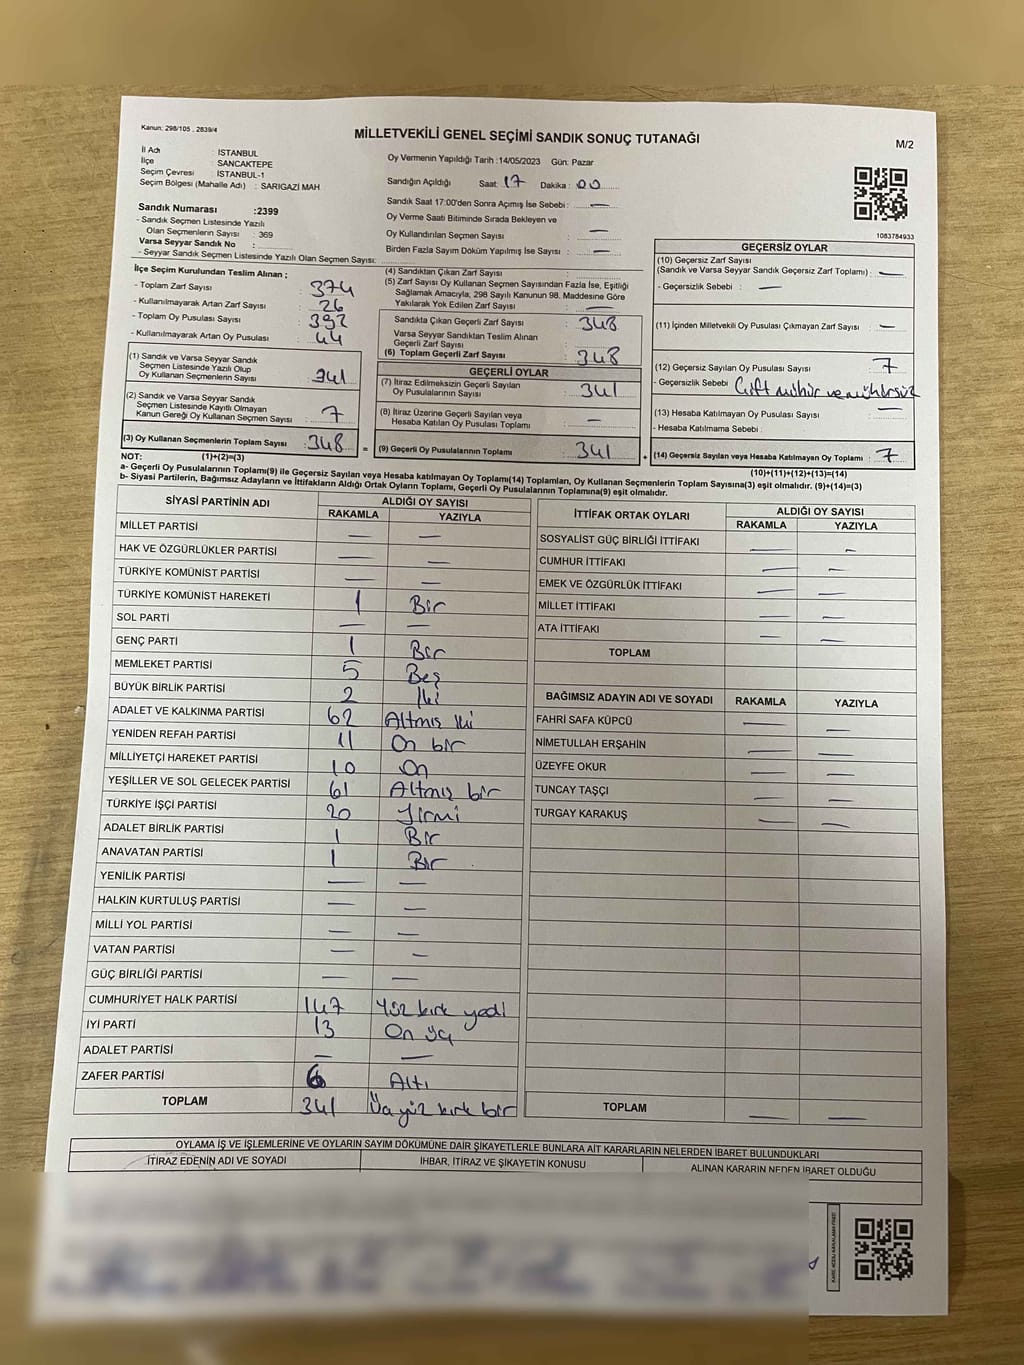 Kanun: 298/105 , 2839/4
MİLLETVEKİLİ GENEL SEÇİMİ SANDIK SONUÇ TUTANAĞI
M/2
İl Adı : İSTANBUL
İlçe : SANCAKTEPE
Seçim Çevresi : İSTANBUL-1
Seçim Bölgesi (Mahalle Adı) : SARIGAZİ MAH
Sandık Numarası :2399
- Sandık Seçmen Listesinde Yazılı
Olan Seçmenlerin Sayısı : 369
Varsa Seyyar Sandık No :
- Seyyar Sandık Seçmen Listesinde Yazılı Olan Seçmen Sayısı:
Oy Vermenin Yapıldığı Tarih :14/05/2023 Gün: Pazar
Sandığın Açıldığı Saat: 17 Dakika : 00
Sandık Saat 17:00'den Sonra Açımış İse Sebebi : —
Oy Verme Saati Bitiminde Sırada Bekleyen ve
Oy Kullandırılan Seçmen Sayısı —
Birden Fazla Sayım Döküm Yapılmış İse Sayısı : —
1083784933
İlçe Seçim Kurulundan Teslim Alınan ;
- Toplam Zarf Sayısı : 374
- Kullanılmayarak Artan Zarf Sayısı : 26
- Toplam Oy Pusulası Sayısı : 392
- Kullanılmayarak Artan Oy Pusulası : 44
(1) Sandık ve Varsa Seyyar Sandık
Seçmen Listesinde Yazılı Olup
Oy Kullanan Seçmenlerin Sayısı : 341
(2) Sandık ve Varsa Seyyar Sandık
Seçmen Listesinde Kayıtlı Olmayan
Kanun Gereği Oy Kullanan Seçmen Sayısı : 7
(3) Oy Kullanan Seçmenlerin Toplam Sayısı : 348
(4) Sandıktan Çıkan Zarf Sayısı :
(5) Zarf Sayısı Oy Kullanan Seçmen Sayısından Fazla İse, Eşitliği
Sağlamak Amacıyla; 298 Sayılı Kanunun 98. Maddesine Göre
Yakılarak Yok Edilen Zarf Sayısı : —
Sandıkta Çıkan Geçerli Zarf Sayısı : 348
Varsa Seyyar Sandıktan Teslim Alınan
Geçerli Zarf Sayısı :
(6) Toplam Geçerli Zarf Sayısı : 348
GEÇERLİ OYLAR
(7) İtiraz Edilmeksizin Geçerli Sayılan
Oy Pusulalarının Sayısı : 341
(8) İtiraz Üzerine Geçerli Sayılan veya
Hesaba Katılan Oy Pusulası Toplamı : —
= (9) Geçerli Oy Pusulalarının Toplamı : 341
GEÇERSİZ OYLAR
(10) Geçersiz Zarf Sayısı
(Sandık ve Varsa Seyyar Sandık Geçersiz Zarf Toplamı) : —
- Geçersizlik Sebebi : —
(11) İçinden Milletvekili Oy Pusulası Çıkmayan Zarf Sayısı : —
(12) Geçersiz Sayılan Oy Pusulası Sayısı : 7
- Geçersizlik Sebebi : Çift mühür ve mühürsüz
(13) Hesaba Katılmayan Oy Pusulası Sayısı : —
- Hesaba Katılmama Sebebi :
+ (14) Geçersiz Sayılan veya Hesaba Katılmayan Oy Toplamı : 7
NOT: (1)+(2)=(3)
(10)+(11)+(12)+(13)=(14)
a- Geçerli Oy Pusulalarının Toplamı(9) ile Geçersiz Sayılan veya Hesaba katılmayan Oy Toplamı(14) Toplamları, Oy Kullanan Seçmenlerin Toplam Sayısına(3) eşit olmalıdır. (9)+(14)=(3)
b- Siyasi Partilerin, Bağımsız Adayların ve İttifakların Aldığı Ortak Oyların Toplamı, Geçerli Oy Pusulalarının Toplamına(9) eşit olmalıdır.
SİYASİ PARTİNİN ADI ALDIĞI OY SAYISI
RAKAMLA YAZIYLA
MİLLET PARTİSİ — —
HAK VE ÖZGÜRLÜKLER PARTİSİ — —
TÜRKİYE KOMÜNİST PARTİSİ — —
TÜRKİYE KOMÜNİST HAREKETİ 1 Bir
SOL PARTİ — —
GENÇ PARTİ 1 Bir
MEMLEKET PARTİSİ 5 Beş
BÜYÜK BİRLİK PARTİSİ 2 İki
ADALET VE KALKINMA PARTİSİ 62 Altmış iki
YENİDEN REFAH PARTİSİ 11 On bir
MİLLİYETÇİ HAREKET PARTİSİ 10 On
YEŞİLLER VE SOL GELECEK PARTİSİ 61 Altmış bir
TÜRKİYE İŞÇİ PARTİSİ 20 Yirmi
ADALET BİRLİK PARTİSİ 1 Bir
ANAVATAN PARTİSİ 1 Bir
YENİLİK PARTİSİ — —
HALKIN KURTULUŞ PARTİSİ — —
MİLLİ YOL PARTİSİ — —
VATAN PARTİSİ — —
GÜÇ BİRLİĞİ PARTİSİ — —
CUMHURİYET HALK PARTİSİ 147 Yüz kırk yedi
İYİ PARTİ 13 On üç
ADALET PARTİSİ — —
ZAFER PARTİSİ 6 Altı
TOPLAM 341 Üçyüz kırk bir
İTTİFAK ORTAK OYLARI ALDIĞI OY SAYISI
RAKAMLA YAZIYLA
SOSYALİST GÜÇ BİRLİĞİ İTTİFAKI — —
CUMHUR İTTİFAKI — —
EMEK VE ÖZGÜRLÜK İTTİFAKI — —
MİLLET İTTİFAKI — —
ATA İTTİFAKI — —
TOPLAM
BAĞIMSIZ ADAYIN ADI VE SOYADI RAKAMLA YAZIYLA
FAHRİ SAFA KÜPCÜ — —
NİMETULLAH ERŞAHİN — —
ÜZEYFE OKUR — —
TUNCAY TAŞÇI — —
TURGAY KARAKUŞ — —
TOPLAM — —
OYLAMA İŞ VE İŞLEMLERİNE VE OYLARIN SAYIM DÖKÜMÜNE DAİR ŞİKAYETLERLE BUNLARA AİT KARARLARIN NELERDEN İBARET BULUNDUKLARI
İTİRAZ EDENİN ADI VE SOYADI İHBAR, İTİRAZ VE ŞİKAYETİN KONUSU ALINAN KARARIN NEDEN İBARET OLDUĞU